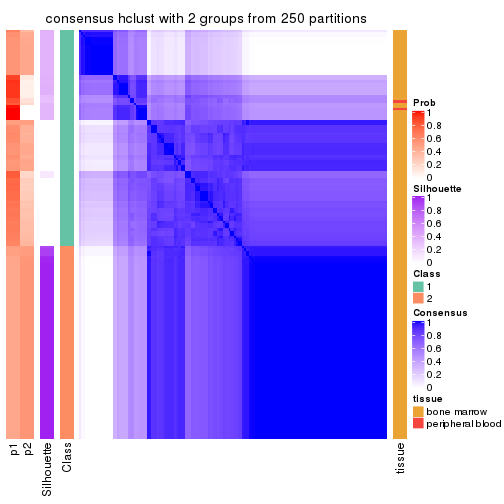 consensus hclust with 2 groups from 250 partitions
Prob
1
0.8
0.6
0.4
0.2
0
Silhouette
1
0.8
0.6
0.4
0.2
0
Class
1
2
Consensus
1
0.8
0.6
0.4
0.2
0
tissue
bone marrow
peripheral blood
p1
p2
Silhouette
Class
tissue